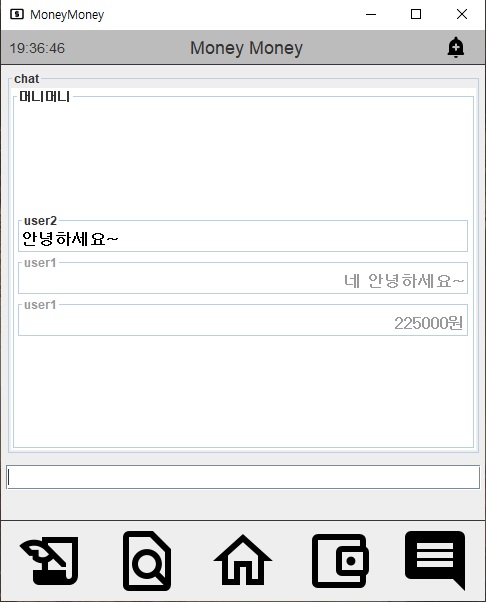 MoneyMoney
19:36:46
Money Money
chat
머니머니
user2
안녕하세요~
user1
네 안녕하세요~
user1
225000원